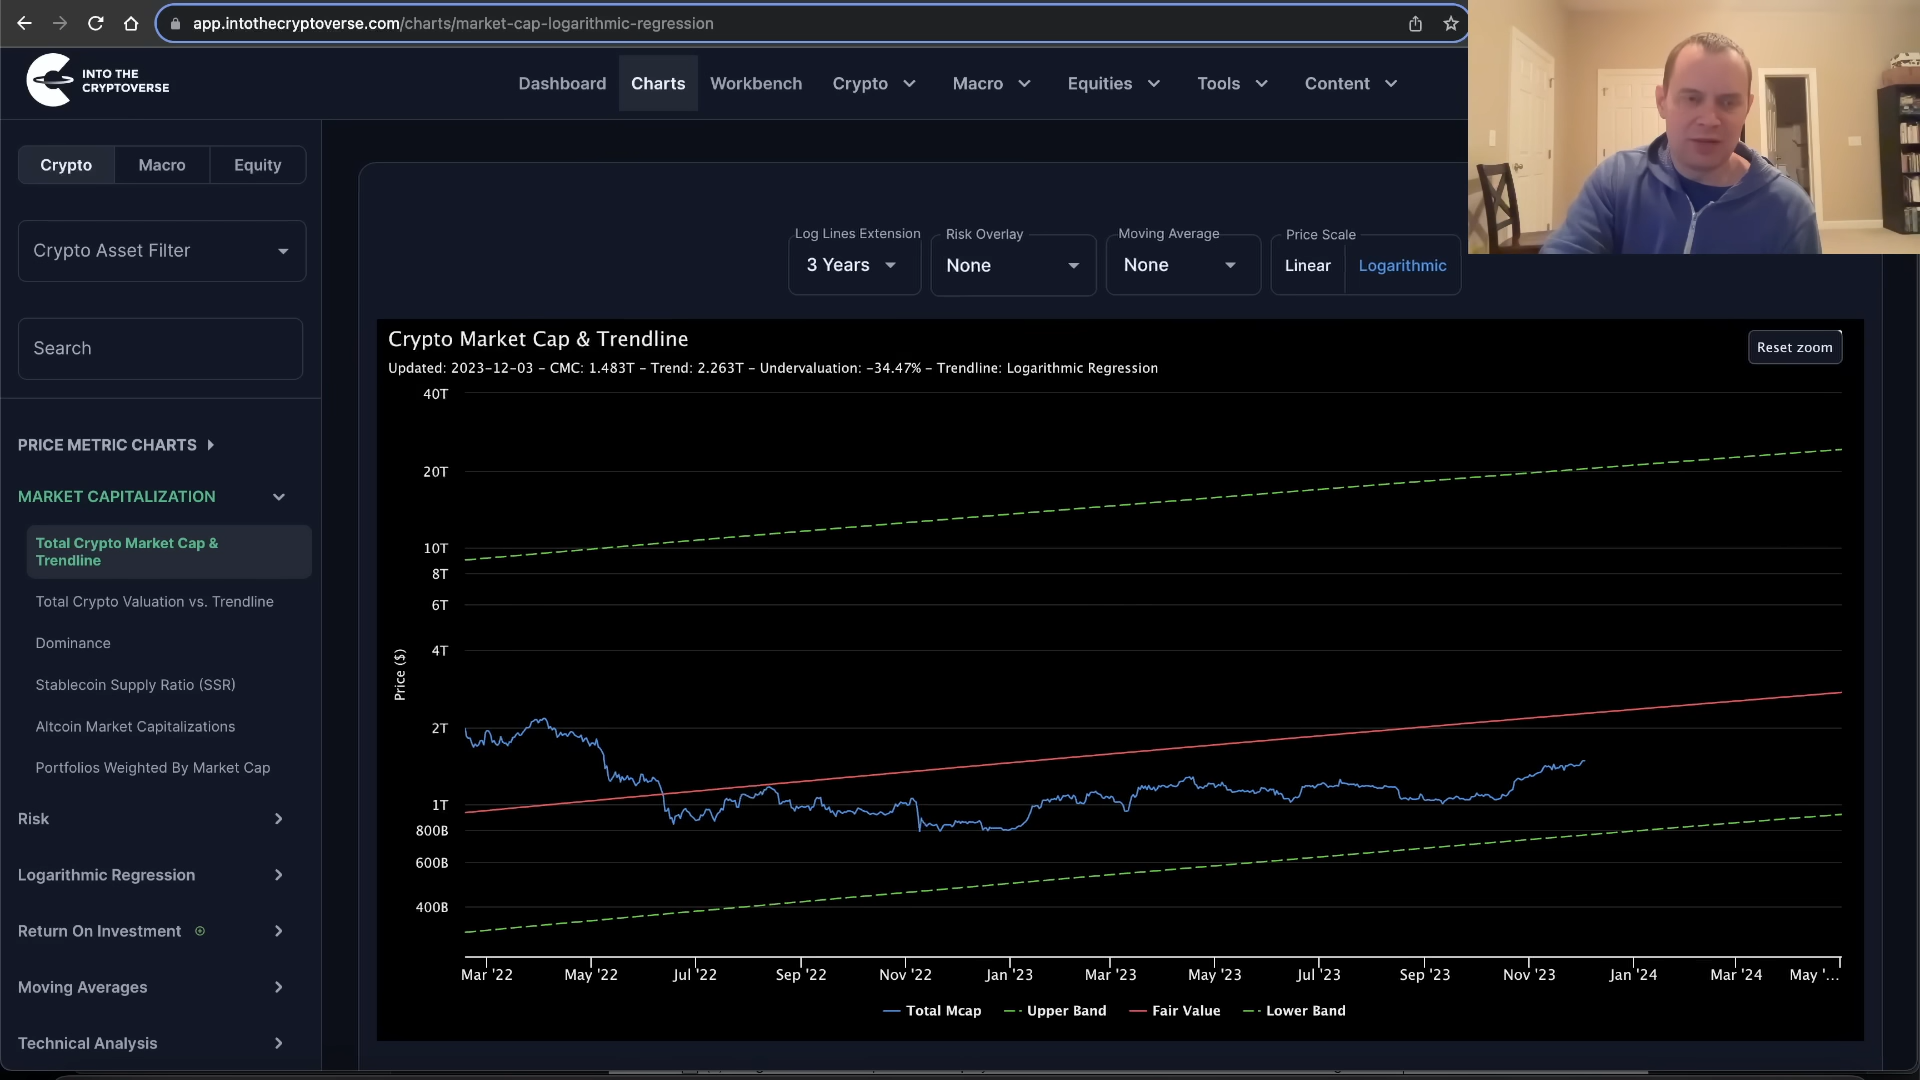 app.intothecryptoverse.com/charts/market-cap-logarithmic-regression
INTO THE
CRYPTOVERSE
Dashboard
Charts
Workbench
Crypto
Macro
Equities
Tools
Content
Crypto
Macro
Equity
Crypto Asset Filter
Search
PRICE METRIC CHARTS
MARKET CAPITALIZATION
Total Crypto Market Cap &
Trendline
Total Crypto Valuation vs. Trendline
Dominance
Stablecoin Supply Ratio (SSR)
Altcoin Market Capitalizations
Portfolios Weighted By Market Cap
Risk
Logarithmic Regression
Return On Investment
Moving Averages
Technical Analysis
Log Lines Extension
3 Years
Risk Overlay
None
Moving Average
None
Price Scale
Linear
Logarithmic
Crypto Market Cap & Trendline
Updated: 2023-12-03 – CMC: 1.483T – Trend: 2.263T – Undervaluation: -34.47% – Trendline: Logarithmic Regression
Reset zoom
Price ($)
40T
20T
10T
8T
6T
4T
2T
1T
800B
600B
400B
Mar '22
May '22
Jul '22
Sep '22
Nov '22
Jan '23
Mar '23
May '23
Jul '23
Sep '23
Nov '23
Jan '24
Mar '24
May '...
Total Mcap
Upper Band
Fair Value
Lower Band